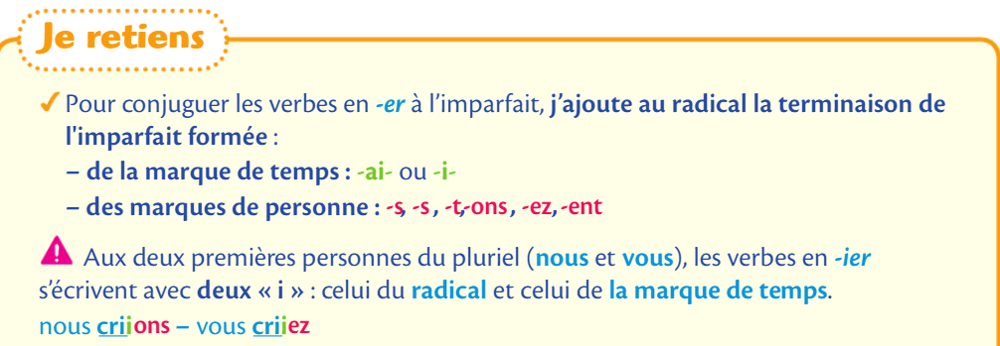 Je retiens
✓ Pour conjuguer les verbes en -er à l’imparfait, j’ajoute au radical la terminaison de
l'imparfait formée :
– de la marque de temps : -ai- ou -i-
– des marques de personne : -s, -s, -t,-ons, -ez,-ent
Aux deux premières personnes du pluriel (nous et vous), les verbes en -ier
s’écrivent avec deux « i » : celui du radical et celui de la marque de temps.
nous criions – vous criiez